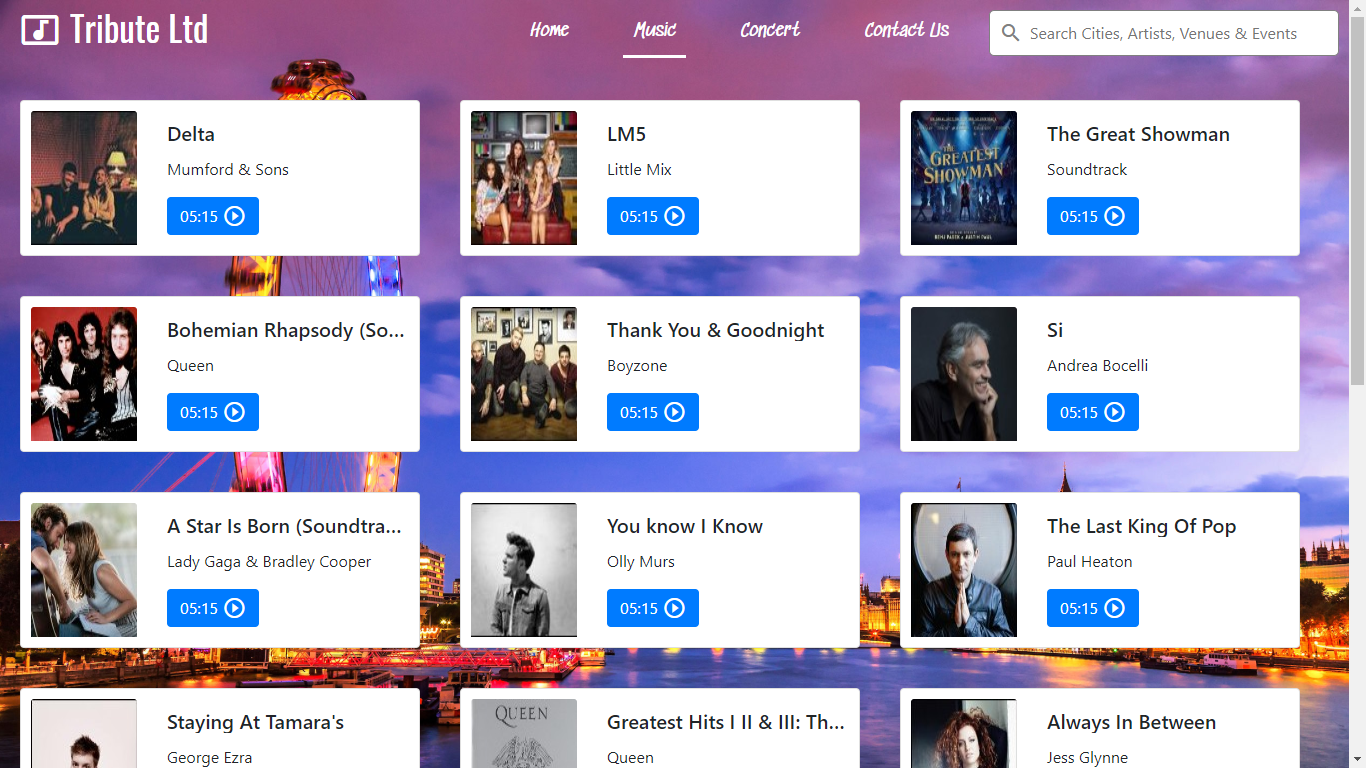 Tribute Ltd
Home Music Concert Contact Us
Search Cities, Artists, Venues & Events
Delta
Mumford & Sons
05:15
LM5
Little Mix
05:15
The Great Showman
Soundtrack
05:15
THE GREATEST SHOWMAN
Bohemian Rhapsody (So...
Queen
05:15
Thank You & Goodnight
Boyzone
05:15
Si
Andrea Bocelli
05:15
A Star Is Born (Soundtra...
Lady Gaga & Bradley Cooper
05:15
You know I Know
Olly Murs
05:15
The Last King Of Pop
Paul Heaton
05:15
Staying At Tamara's
George Ezra
QUEEN
Greatest Hits I II & III: Th...
Queen
Always In Between
Jess Glynne